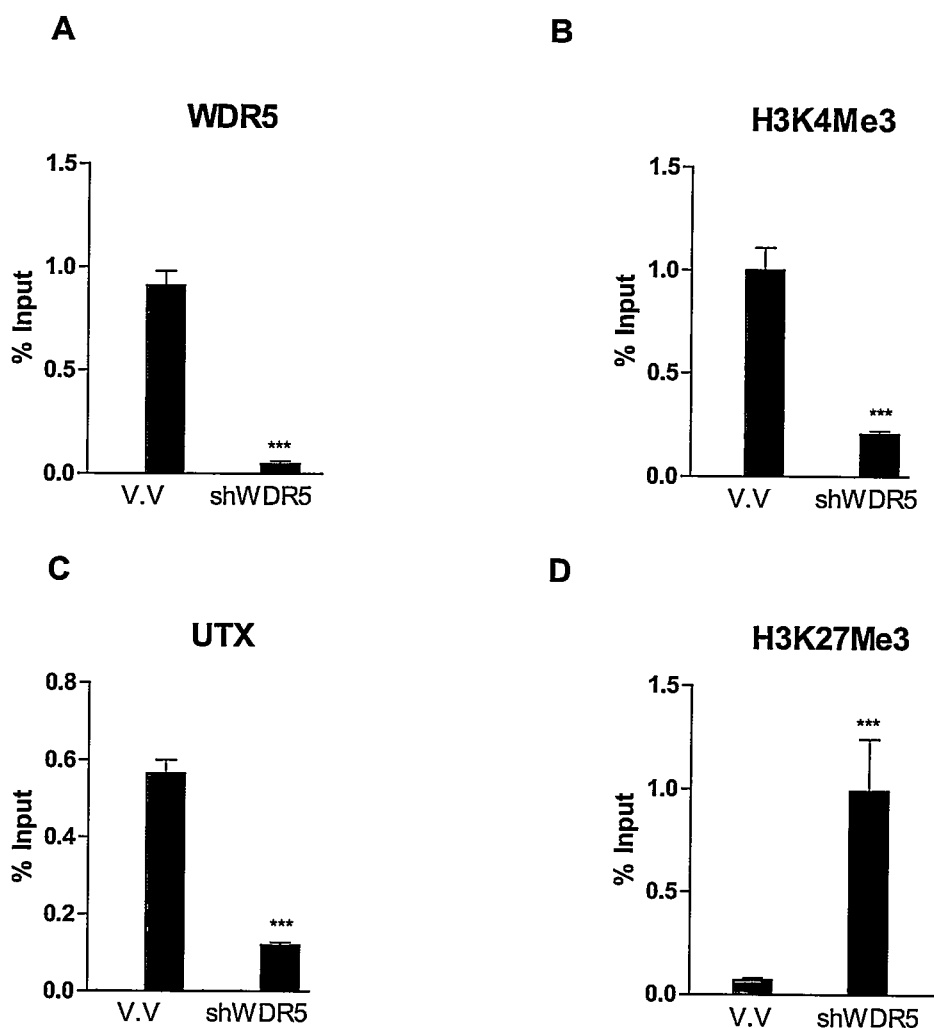 A
WDR5
1.5
1.0
0.5
0.0
% Input
***
V.V shWDR5
B
H3K4Me3
1.5
1.0
0.5
0.0
% Input
***
V.V shWDR5
C
UTX
0.8
0.6
0.4
0.2
0.0
% Input
***
V.V shWDR5
D
H3K27Me3
1.5
1.0
0.5
0.0
% Input
***
V.V shWDR5